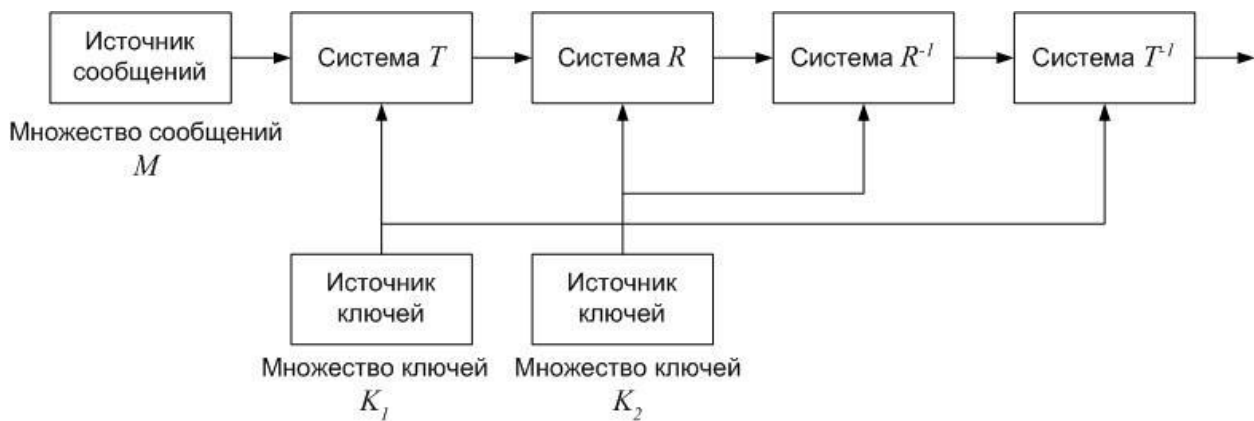 Источник
сообщений
Система T
Система R
Система R⁻¹
Система T⁻¹
Множество сообщений
M
Источник
ключей
Источник
ключей
Множество ключей
K₁
Множество ключей
K₂